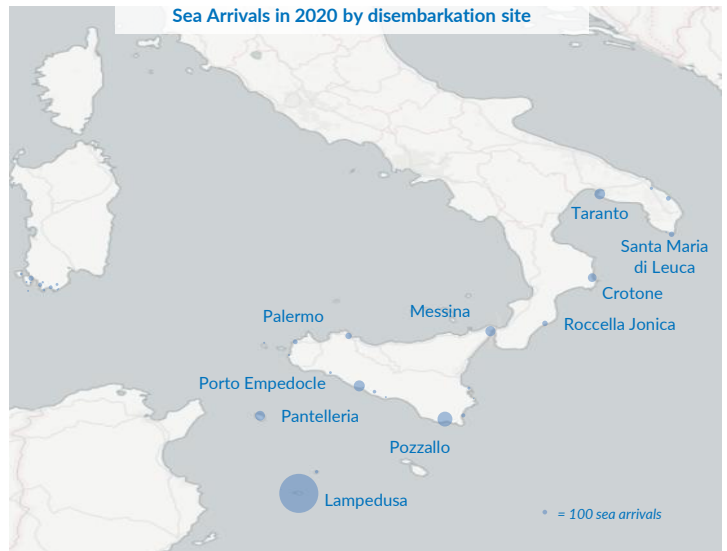 Sea Arrivals in 2020 by disembarkation site
Taranto
Santa Maria
di Leuca
Crotone
Messina
Palermo
Roccella Jonica
Porto Empedocle
Pantelleria
Pozzallo
Lampedusa
= 100 sea arrivals